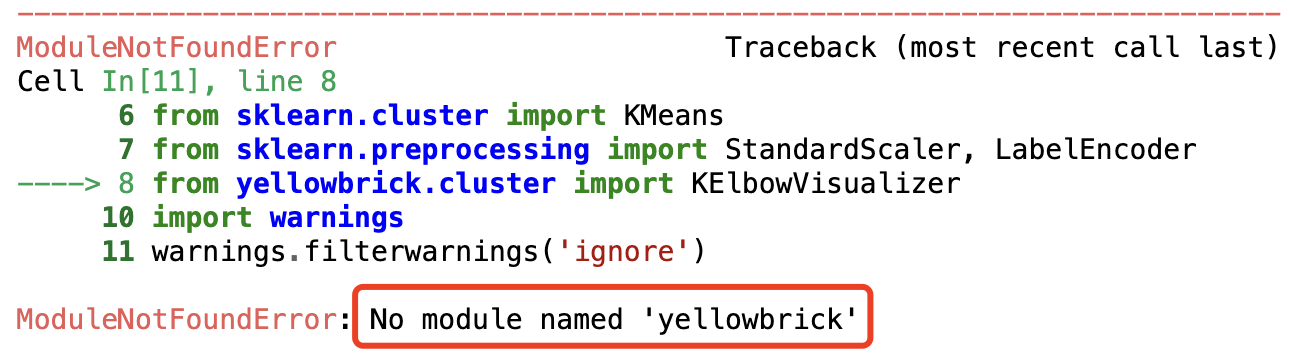 ---------------------------------------------------------------------------
ModuleNotFoundError                       Traceback (most recent call last)
Cell In[11], line 8
      6 from sklearn.cluster import KMeans
      7 from sklearn.preprocessing import StandardScaler, LabelEncoder
----> 8 from yellowbrick.cluster import KElbowVisualizer
     10 import warnings
     11 warnings.filterwarnings('ignore')
ModuleNotFoundError: No module named 'yellowbrick'